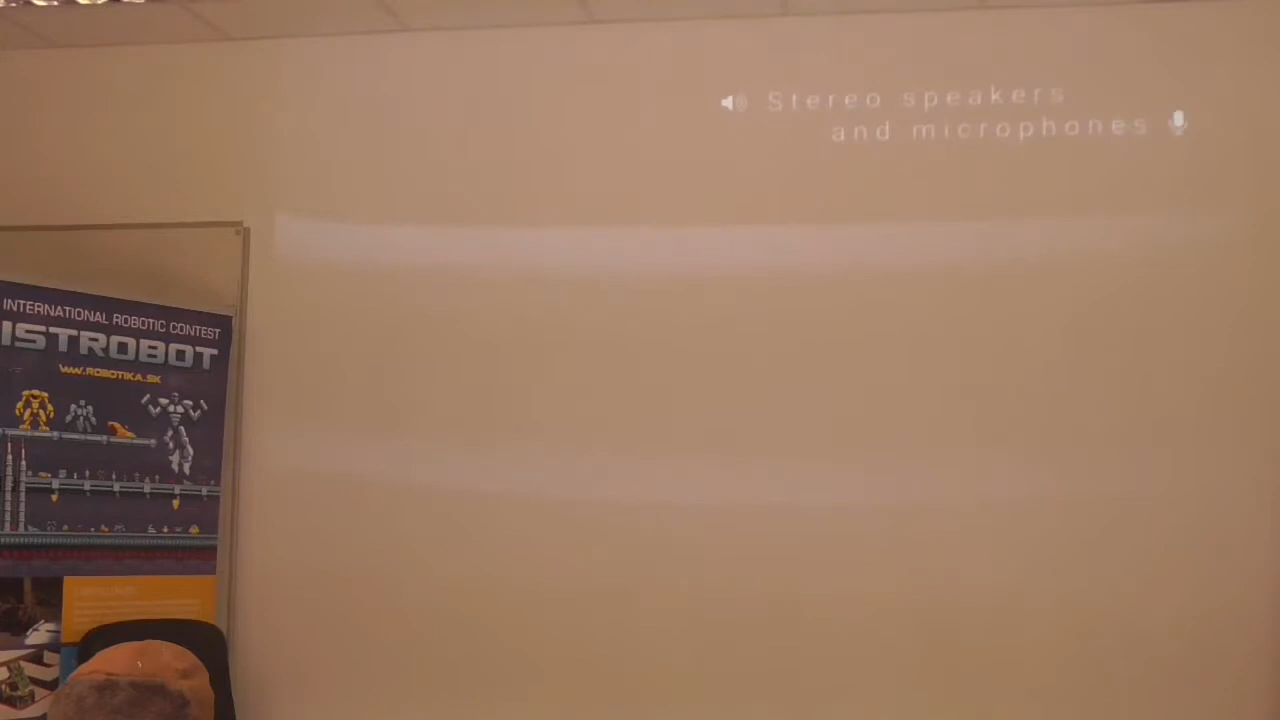 Stereo speakers
and microphones
INTERNATIONAL ROBOTIC CONTEST
ISTROBOT
WWW.ROBOTIKA.SK